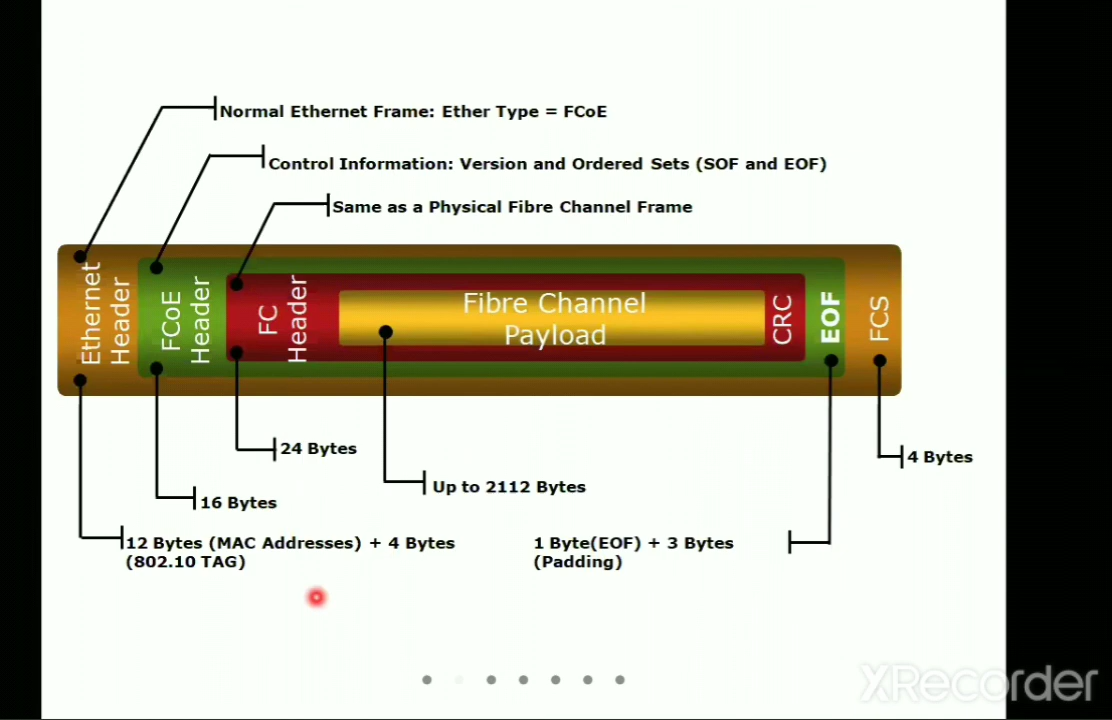 Normal Ethernet Frame: Ether Type = FCoE
Control Information: Version and Ordered Sets (SOF and EOF)
Same as a Physical Fibre Channel Frame
Ethernet
Header
FCoE
Header
FC
Header
Fibre Channel
Payload
CRC
EOF
FCS
24 Bytes
4 Bytes
Up to 2112 Bytes
16 Bytes
12 Bytes (MAC Addresses) + 4 Bytes
(802.10 TAG)
1 Byte(EOF) + 3 Bytes
(Padding)
XRecorder